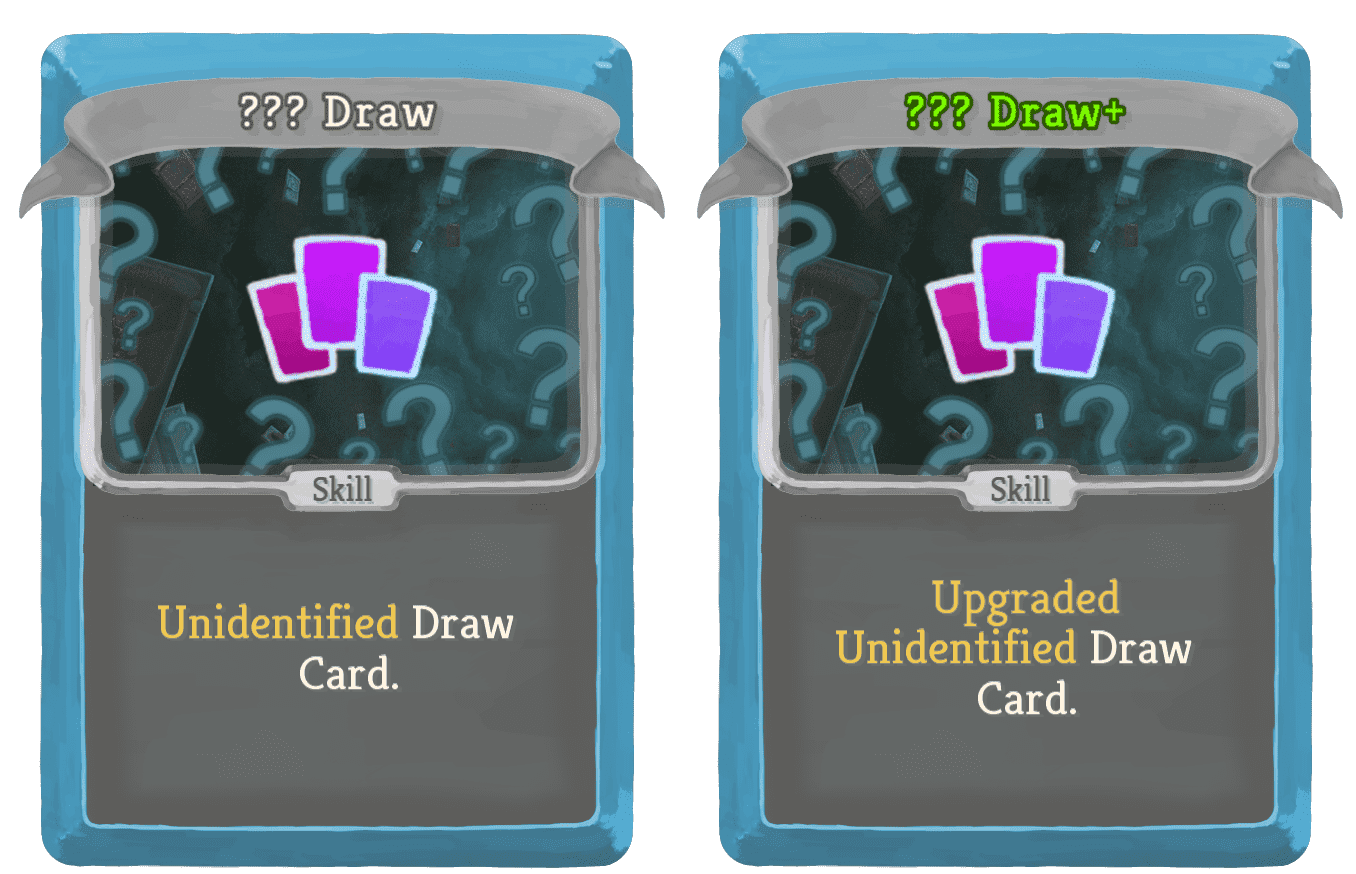 ??? Draw
Skill
Unidentified Draw
Card.
??? Draw+
Skill
Upgraded
Unidentified Draw
Card.